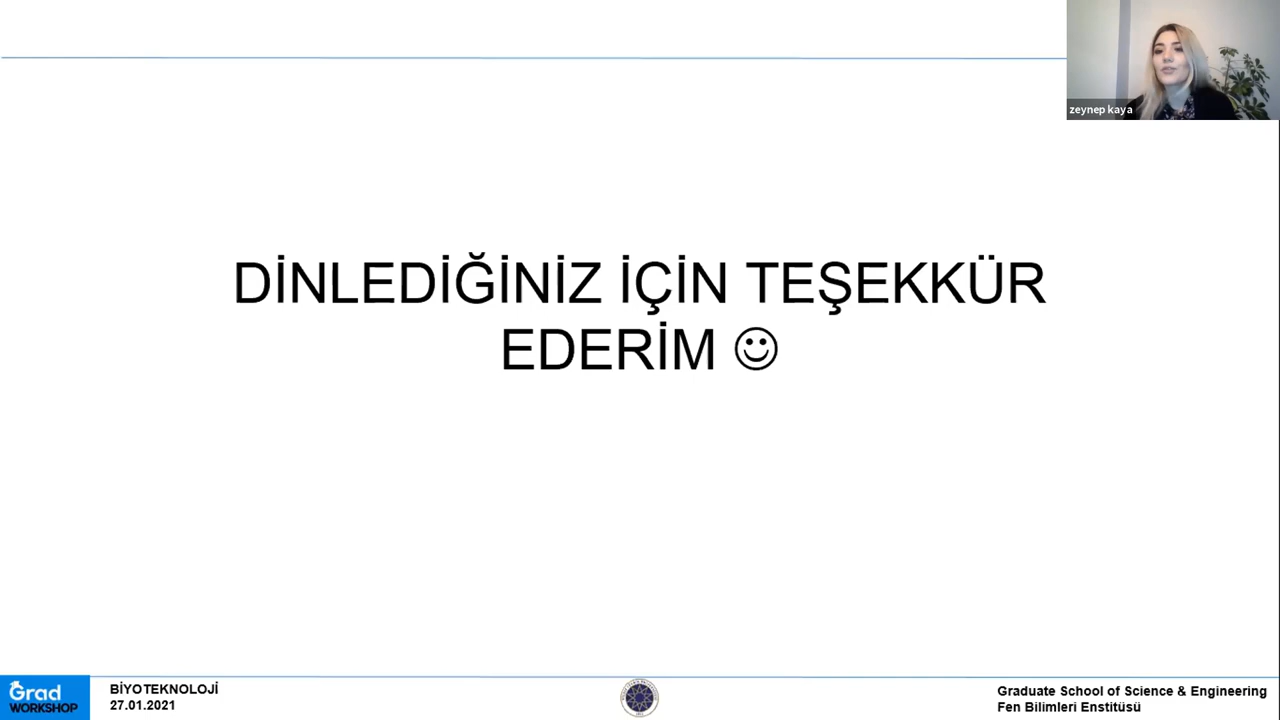 zeynep kaya
DİNLEDİĞİNİZ İÇİN TEŞEKKÜR
EDERİM ☺
Grad
WORKSHOP
BİYOTEKNOLOJİ
27.01.2021
Graduate School of Science & Engineering
Fen Bilimleri Enstitüsü